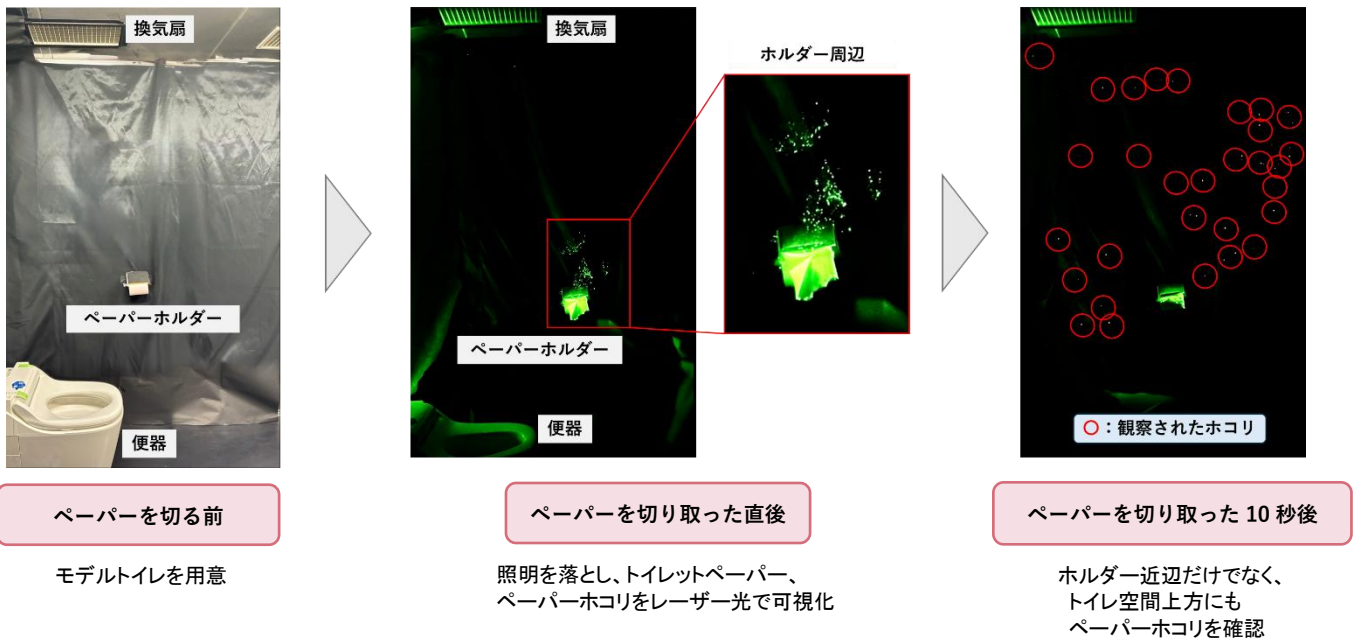 換気扇
ペーパーホルダー
便器
ペーパーを切る前
モデルトイレを用意
換気扇
ホルダー周辺
ペーパーホルダー
便器
ペーパーを切り取った直後
照明を落とし、トイレットペーパー、
ペーパーホコリをレーザー光で可視化
○：観察されたホコリ
ペーパーを切り取った 10 秒後
ホルダー近辺だけでなく、
トイレ空間上方にも
ペーパーホコリを確認